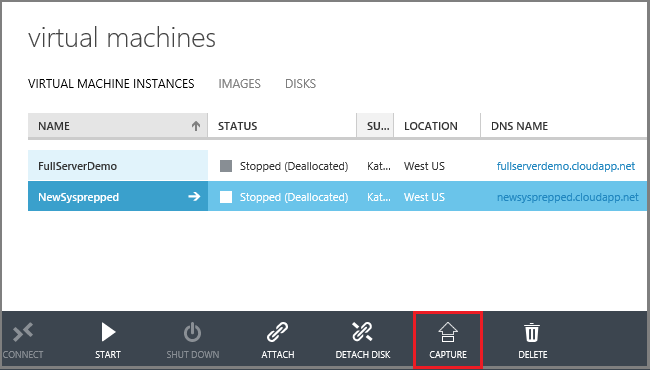 virtual machines
VIRTUAL MACHINE INSTANCES IMAGES DISKS
NAME STATUS SU... LOCATION DNS NAME
FullServerDemo Stopped (Deallocated) Kat... West US fullserverdemo.cloudapp.net
NewSysprepped Stopped (Deallocated) Kat... West US newsysprepped.cloudapp.net
CONNECT START SHUT DOWN ATTACH DETACH DISK CAPTURE DELETE